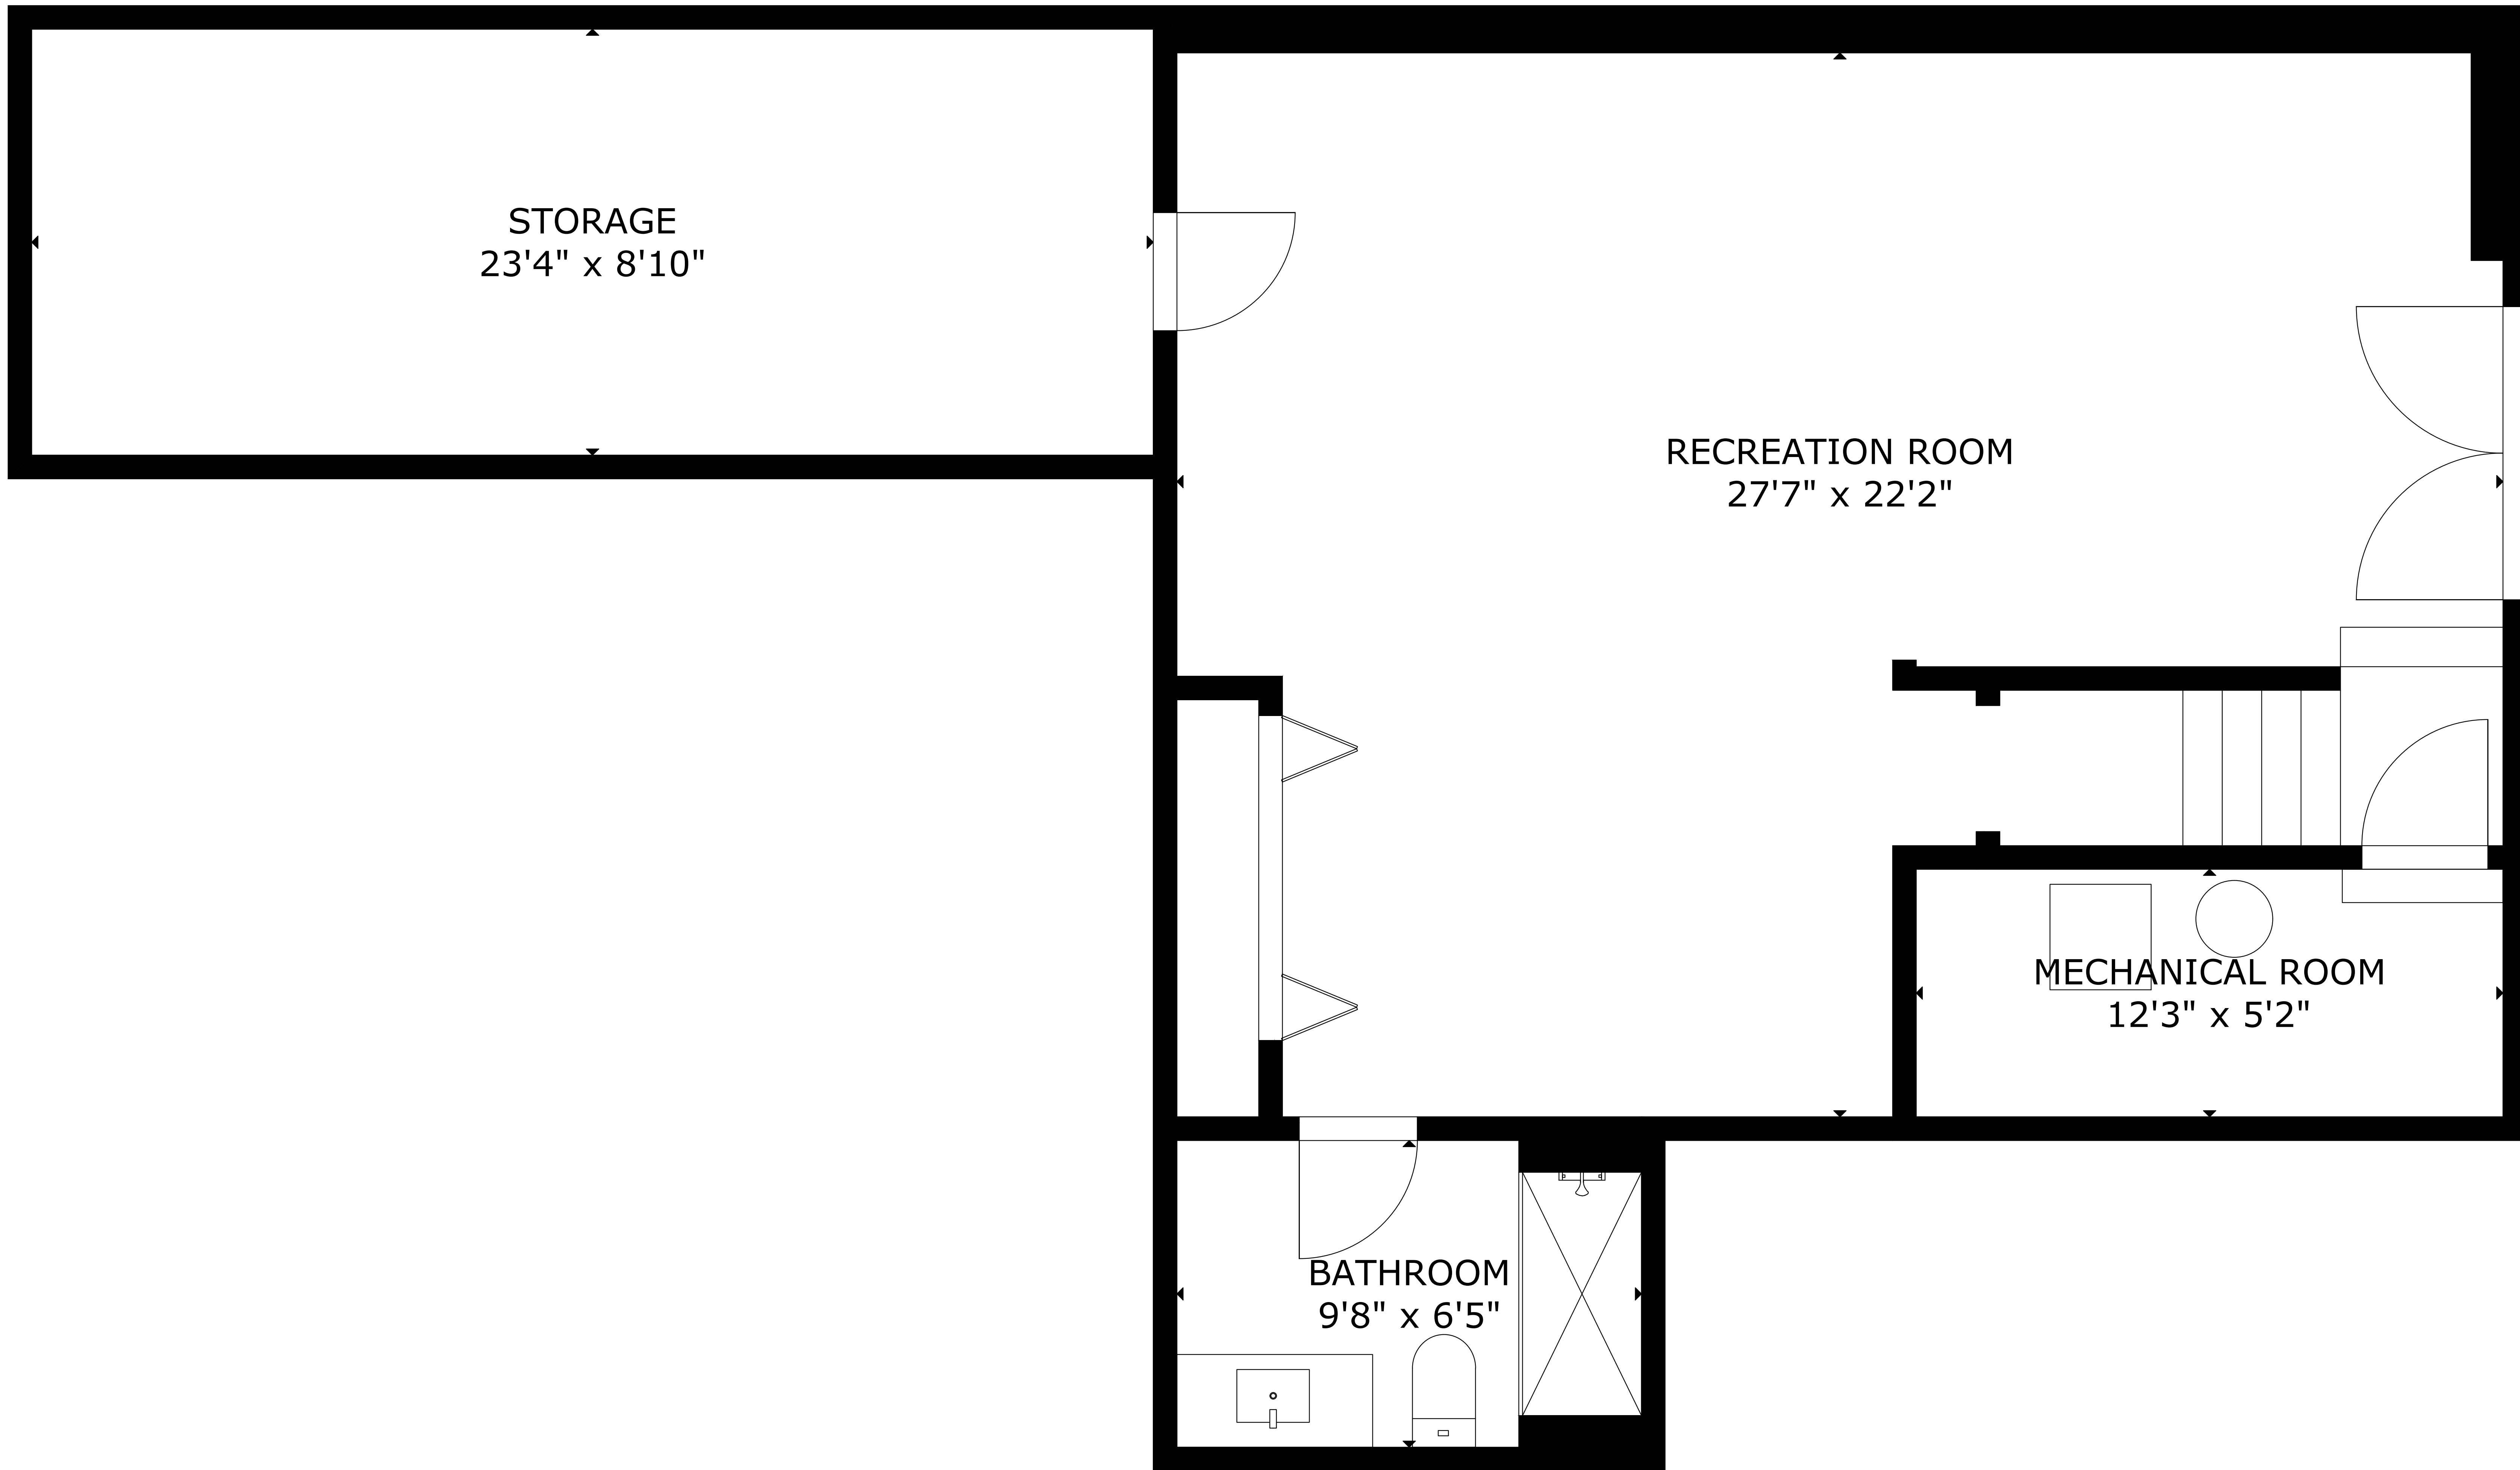 STORAGE
23'4" x 8'10"
RECREATION ROOM
27'7" x 22'2"
MECHANICAL ROOM
12'3" x 5'2"
BATHROOM
9'8" x 6'5"